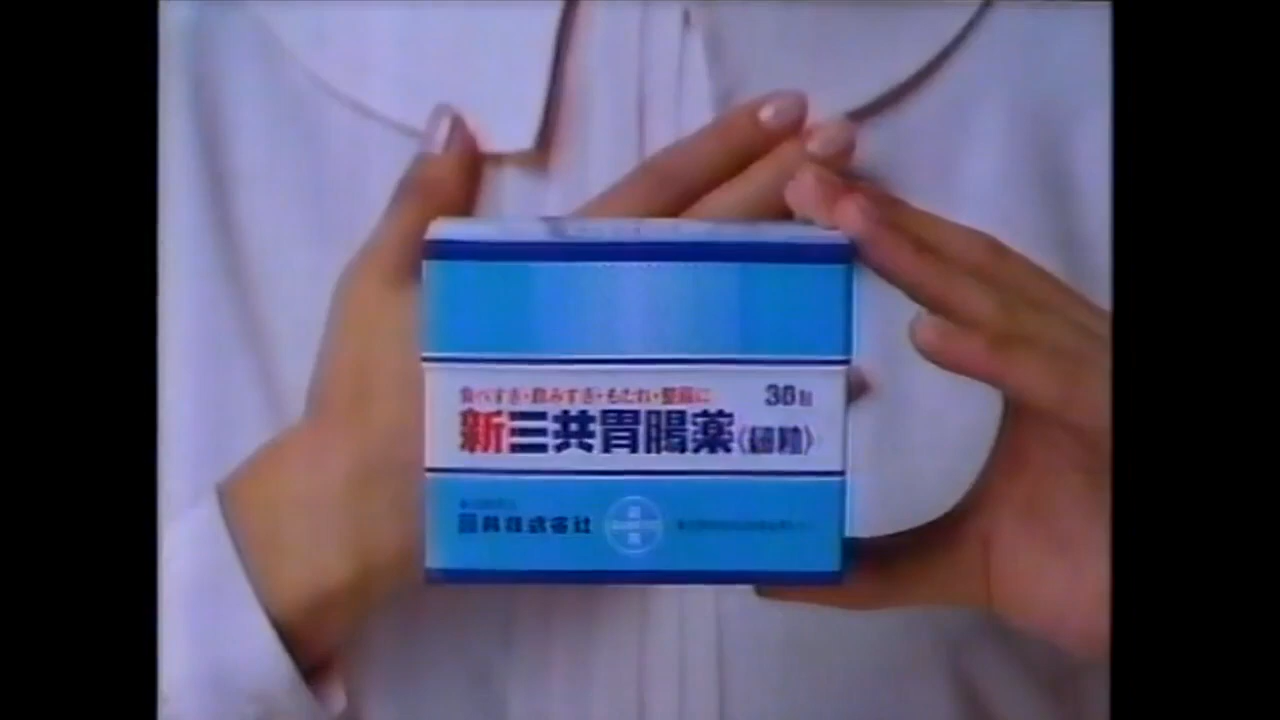 食べすぎ・飲みすぎ・もたれ・整腸に
36包
新三共胃腸薬〈細粒〉
三共株式会社